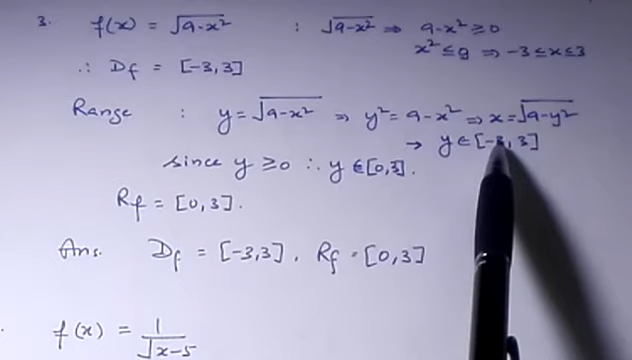 3. f(x) = √9-x² : √9-x² ⇒ 9-x² ≥ 0
x² ≤ 9 ⇒ -3 ≤ x ≤ 3
∴ Df = [-3,3]
Range : y = √9-x² ⇒ y² = 9-x² ⇒ x = √9-y²
→ y ∈ [-3, 3]
since y ≥ 0 ∴ y ∈ [0,3].
Rf = [0,3].
Ans. Df = [-3,3], Rf = [0,3]
f(x) = 1/√x-5